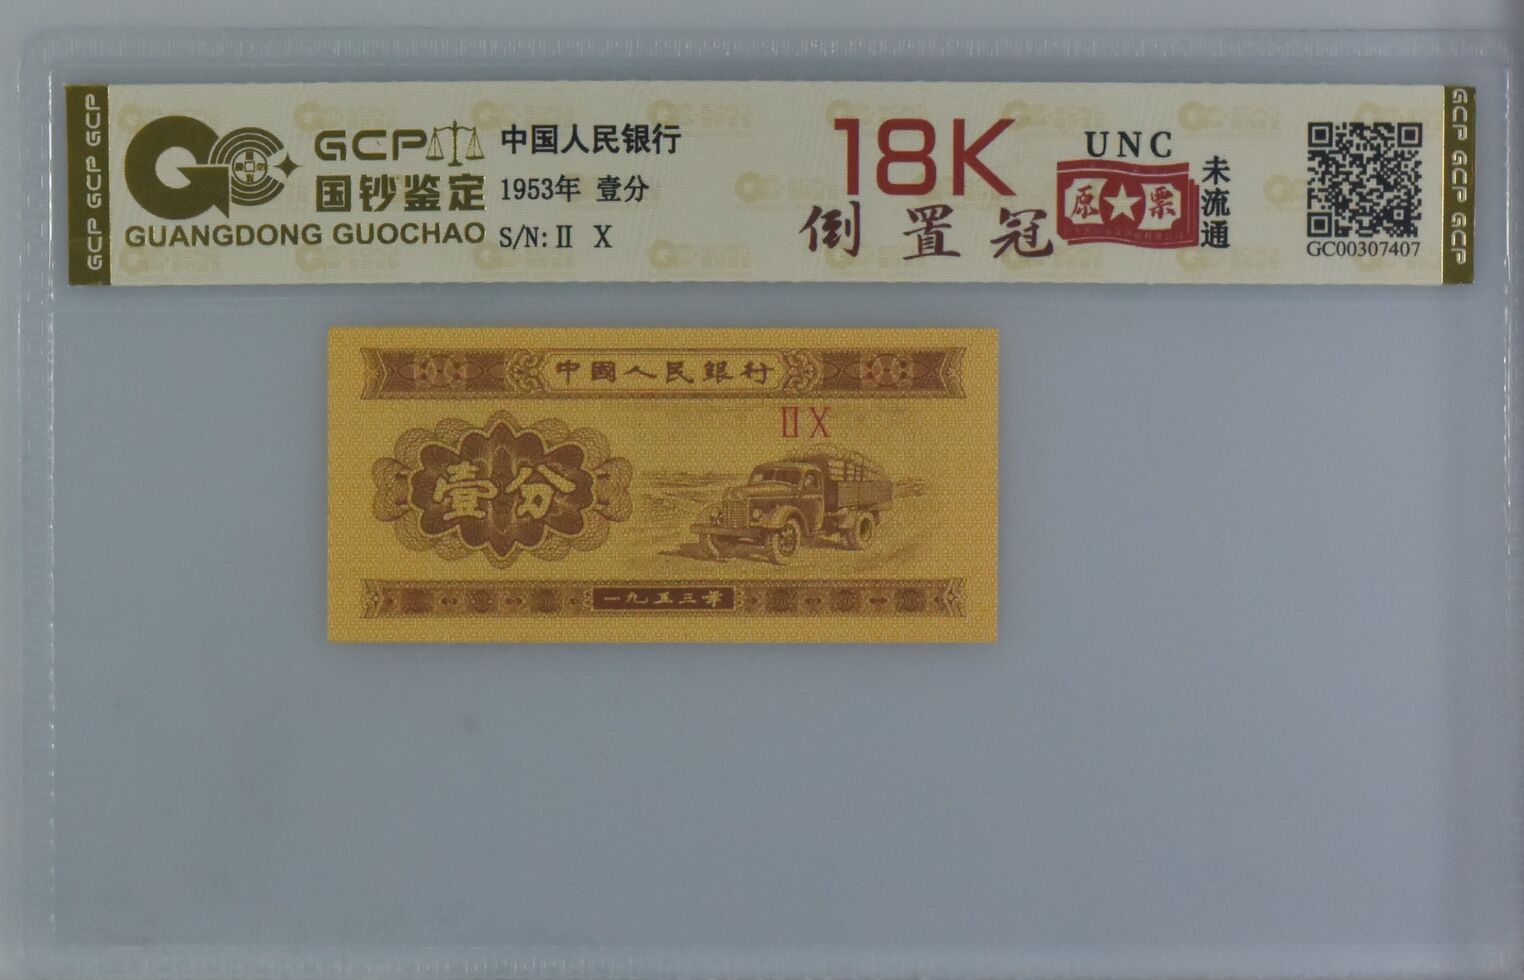 GCP GCP GCP
GCP
国钞鉴定
GUANGDONG GUOCHAO
中国人民银行
1953年 壹分
S/N: II X
18K
倒置冠
UNC
原★票
未流通
GC00307407
GCP GCP GCP
中國人民銀行
II X
壹分
一九五三年